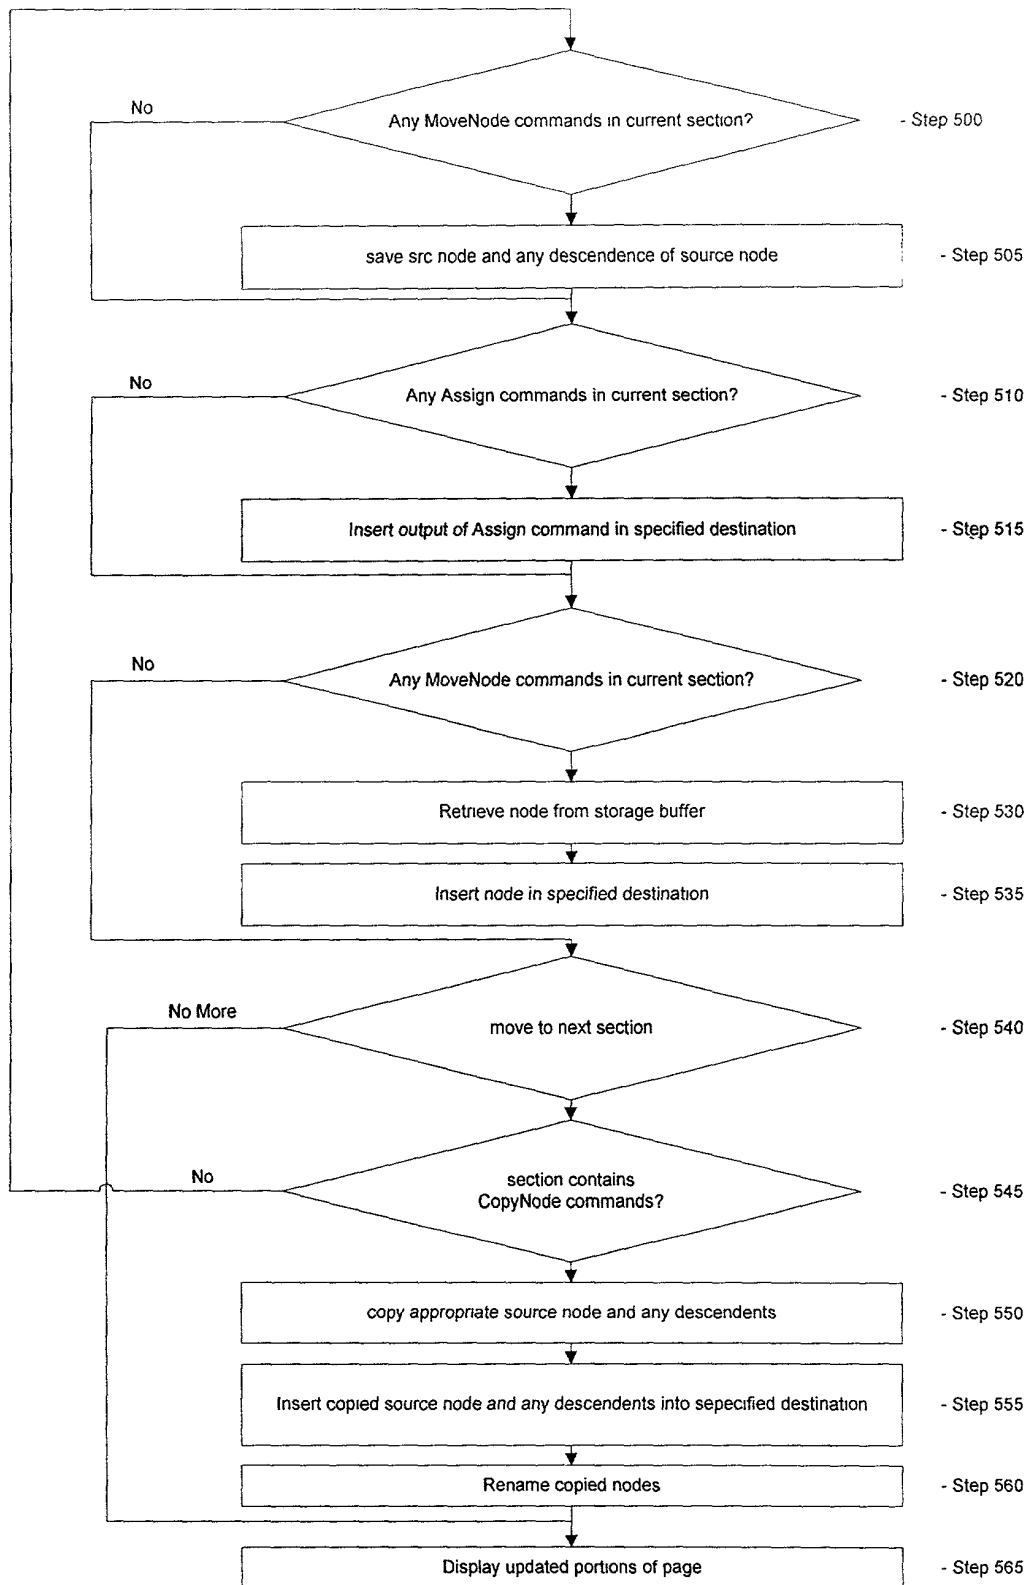 No
Any MoveNode commands in current section?
- Step 500
save src node and any descendence of source node
- Step 505
No
Any Assign commands in current section?
- Step 510
Insert output of Assign command in specified destination
- Step 515
No
Any MoveNode commands in current section?
- Step 520
Retrieve node from storage buffer
- Step 530
Insert node in specified destination
- Step 535
No More
move to next section
- Step 540
No
section contains
CopyNode commands?
- Step 545
copy appropriate source node and any descendents
- Step 550
Insert copied source node and any descendents into sepecified destination
- Step 555
Rename copied nodes
- Step 560
Display updated portions of page
- Step 565